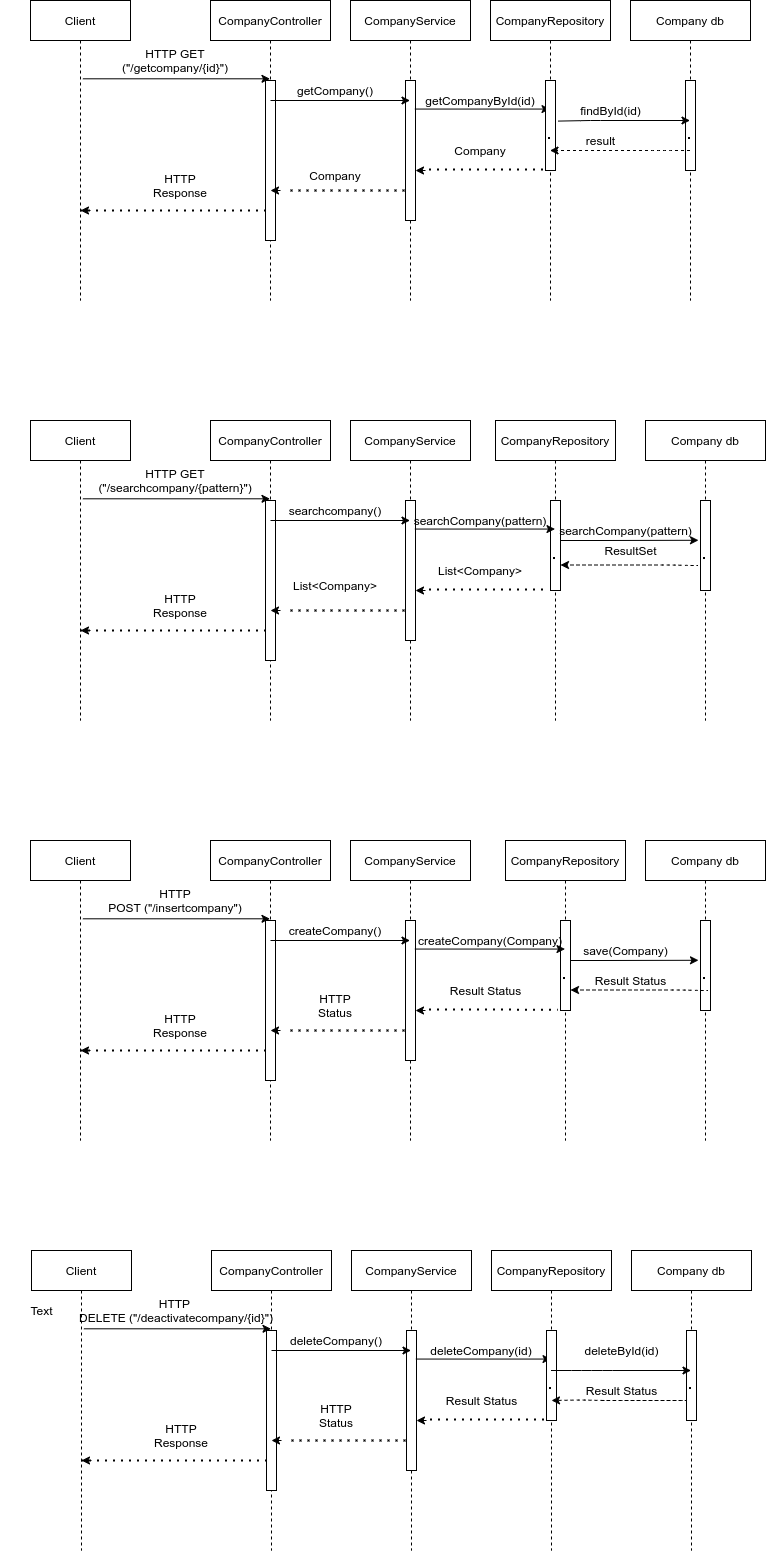 Client
CompanyController
CompanyService
CompanyRepository
Company db
HTTP GET
("/getcompany/{id}")
getCompany()
getCompanyById(id)
findById(id)
result
Company
Company
HTTP
Response
Client
CompanyController
CompanyService
CompanyRepository
Company db
HTTP GET
("/searchcompany/{pattern}")
searchcompany()
searchCompany(pattern)
searchCompany(pattern)
ResultSet
List<Company>
List<Company>
HTTP
Response
Client
CompanyController
CompanyService
CompanyRepository
Company db
HTTP
POST ("/insertcompany")
createCompany()
createCompany(Company)
save(Company)
Result Status
Result Status
HTTP
Status
HTTP
Response
Client
CompanyController
CompanyService
CompanyRepository
Company db
Text
HTTP
DELETE ("/deactivatecompany/{id}")
deleteCompany()
deleteCompany(id)
deleteById(id)
Result Status
Result Status
HTTP
Status
HTTP
Response